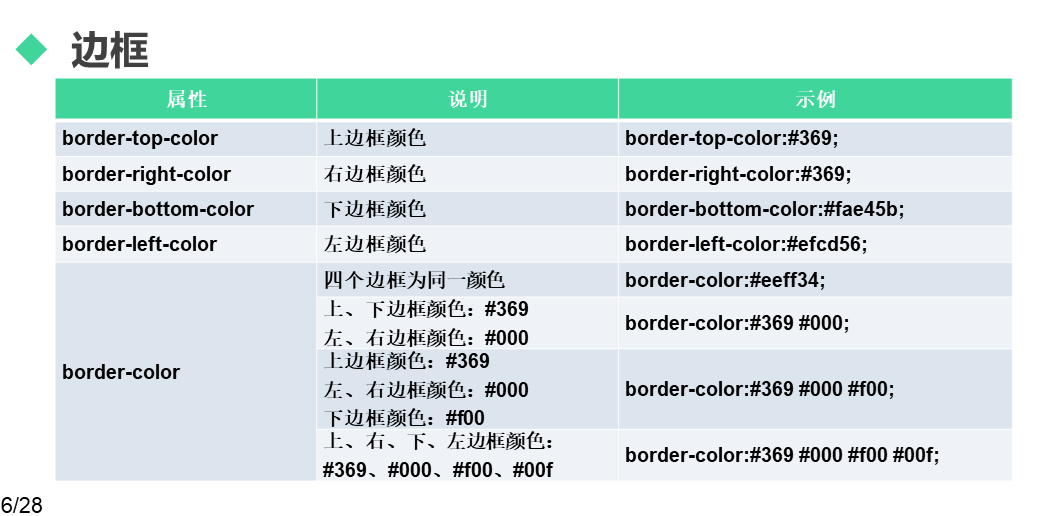 边框
属性 说明 示例
border-top-color 上边框颜色 border-top-color:#369;
border-right-color 右边框颜色 border-right-color:#369;
border-bottom-color 下边框颜色 border-bottom-color:#fae45b;
border-left-color 左边框颜色 border-left-color:#efcd56;
border-color
四个边框为同一颜色 border-color:#eeff34;
上、下边框颜色：#369
左、右边框颜色：#000
border-color:#369 #000;
上边框颜色：#369
左、右边框颜色：#000
下边框颜色：#f00
border-color:#369 #000 #f00;
上、右、下、左边框颜色：
#369、#000、#f00、#00f
border-color:#369 #000 #f00 #00f;
6/28